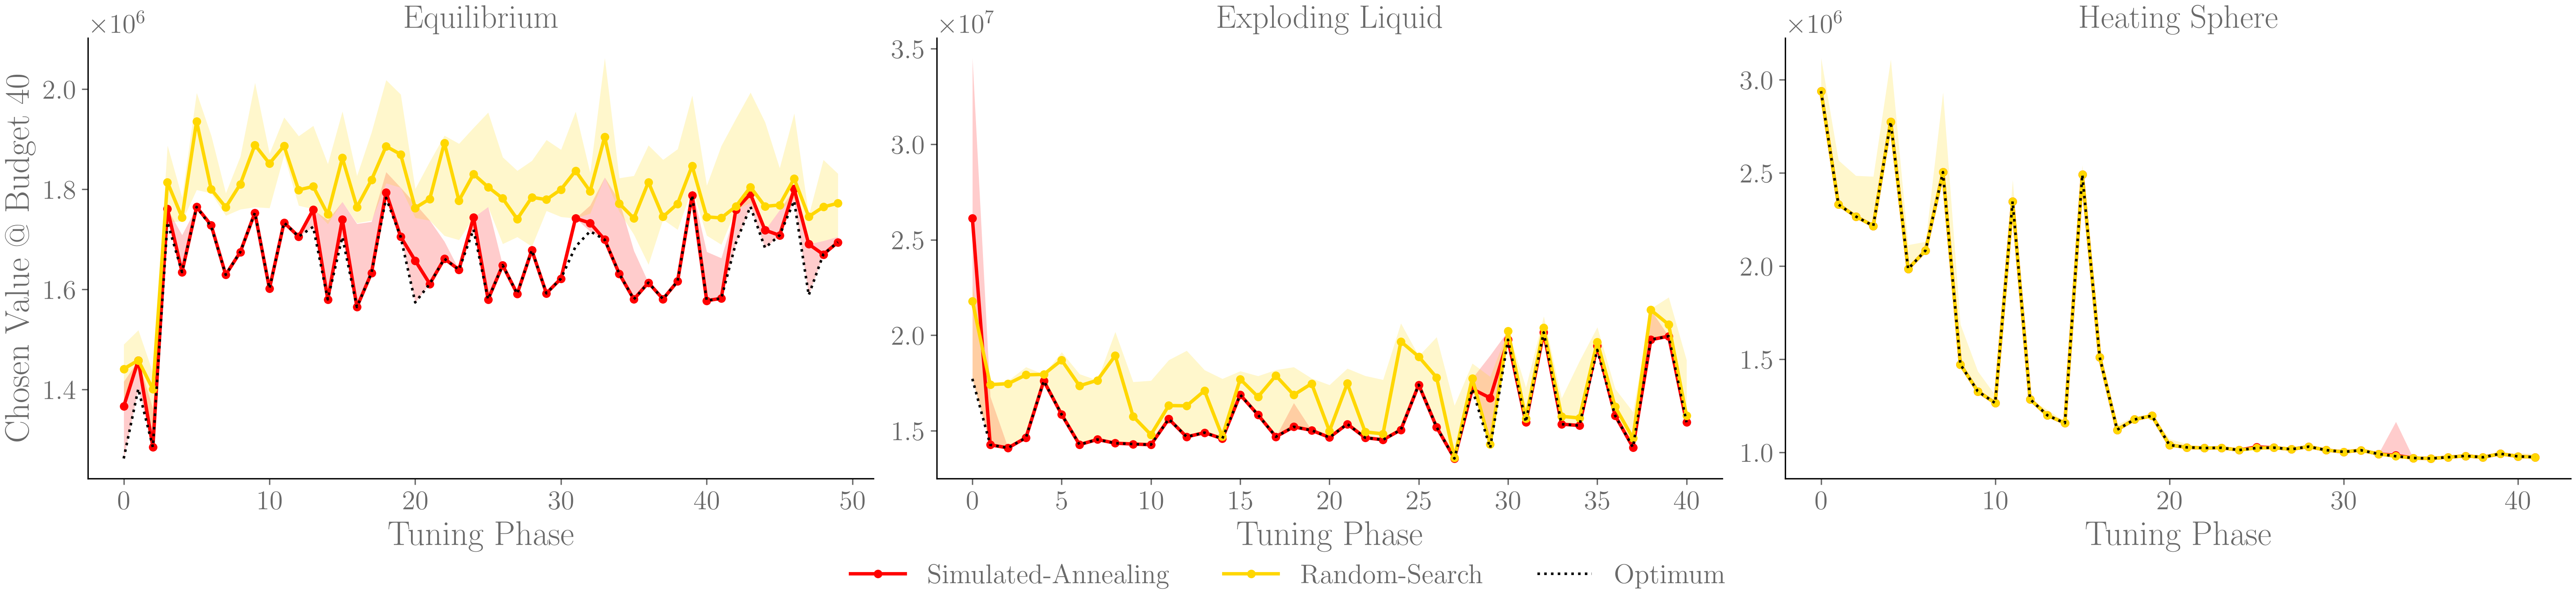 Equilibrium
Exploding Liquid
Heating Sphere
×10⁶
×10⁷
×10⁶
Chosen Value @ Budget 40
2.0
1.8
1.6
1.4
3.5
3.0
2.5
2.0
1.5
3.0
2.5
2.0
1.5
1.0
0 10 20 30 40 50
0 5 10 15 20 25 30 35 40
0 10 20 30 40
Tuning Phase
Tuning Phase
Tuning Phase
Simulated-Annealing Random-Search Optimum